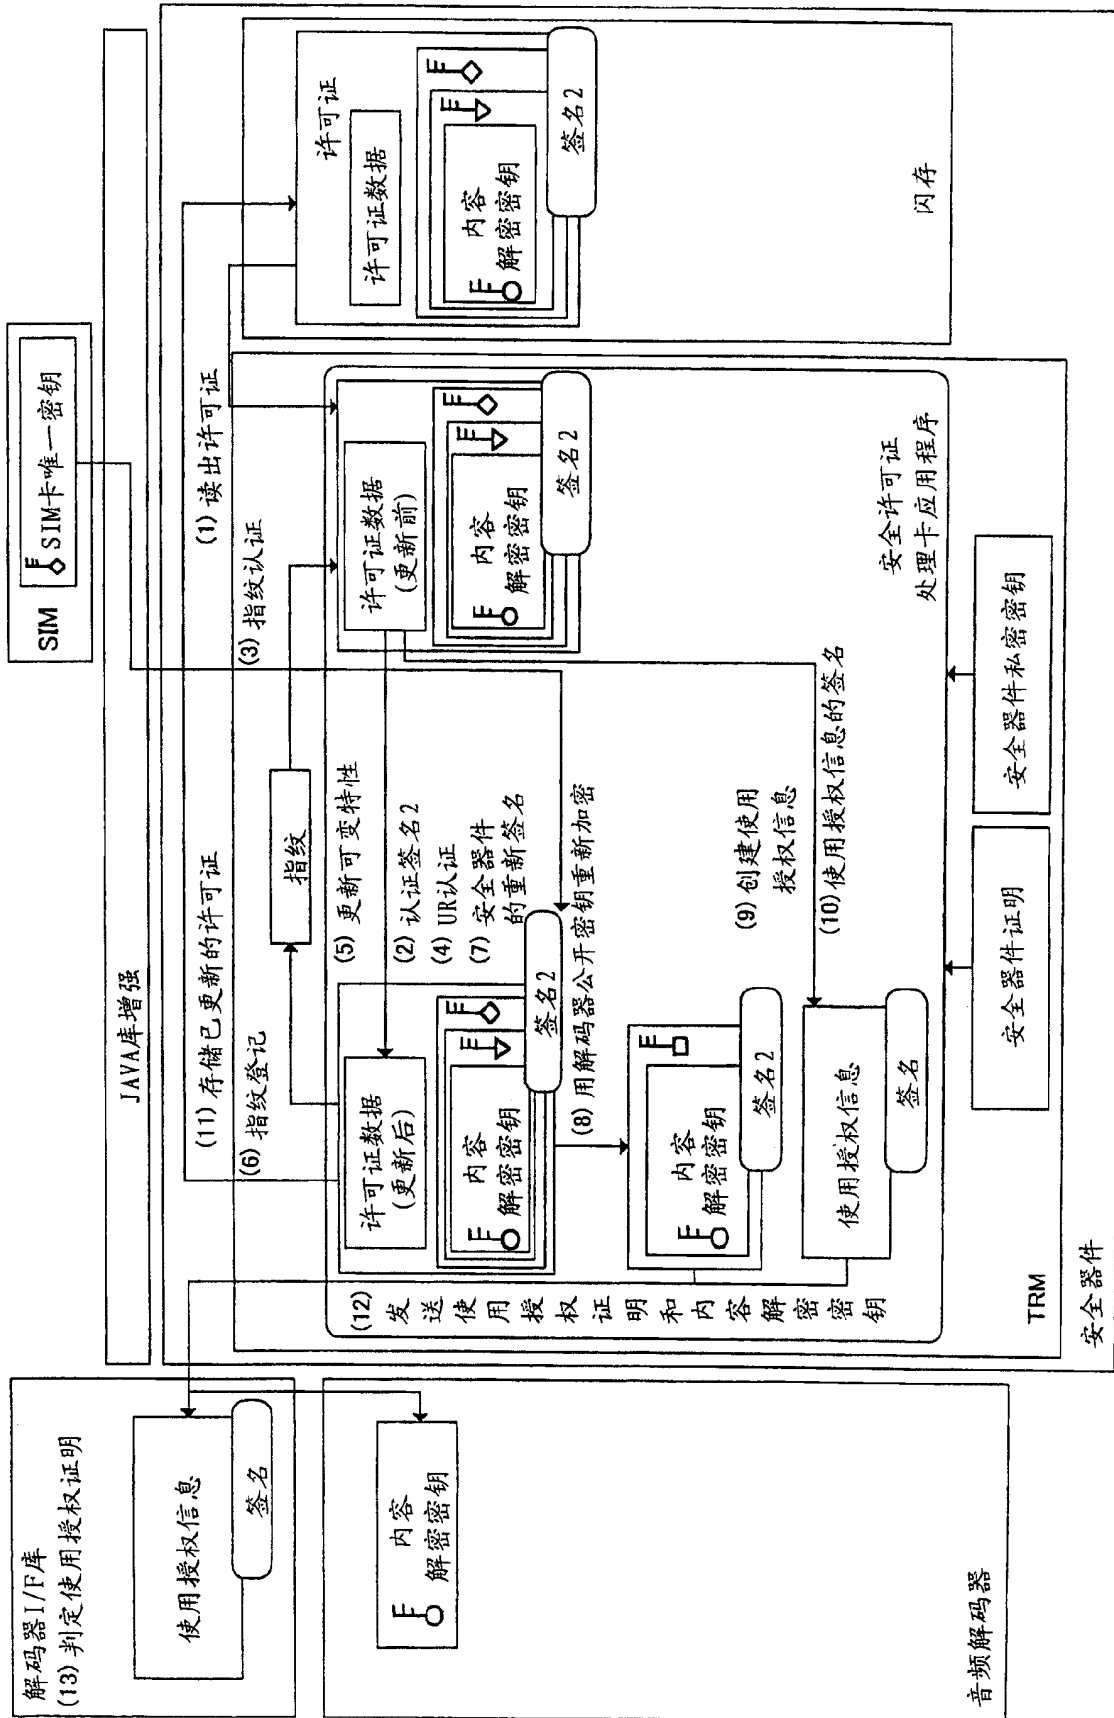 SIM
SIM卡唯一密钥
JAVA库增强
解码器I/F库
(13) 判定使用授权证明
使用授权信息
签名
内容
解密密钥
音频解码器
(11) 存储已更新的许可证
(1) 读出许可证
(6) 指纹登记
指纹
(3) 指纹认证
许可证数据
(更新后)
内容
解密密钥
签名2
(5) 更新可变特性
(2) 认证签名2
(4) UR认证
(7) 安全器件
的重新签名
许可证数据
(更新前)
内容
解密密钥
签名2
(8) 用解码器公开密钥重新加密
内容
解密密钥
签名2
(9) 创建使用
授权信息
(10) 使用授权信息的签名
使用授权信息
签名
(12)
发送使用授权证明和内容解密密钥
安全许可证
处理卡应用程序
安全器件证明
安全器件私密密钥
TRM
安全器件
许可证
许可证数据
内容
解密密钥
签名2
闪存